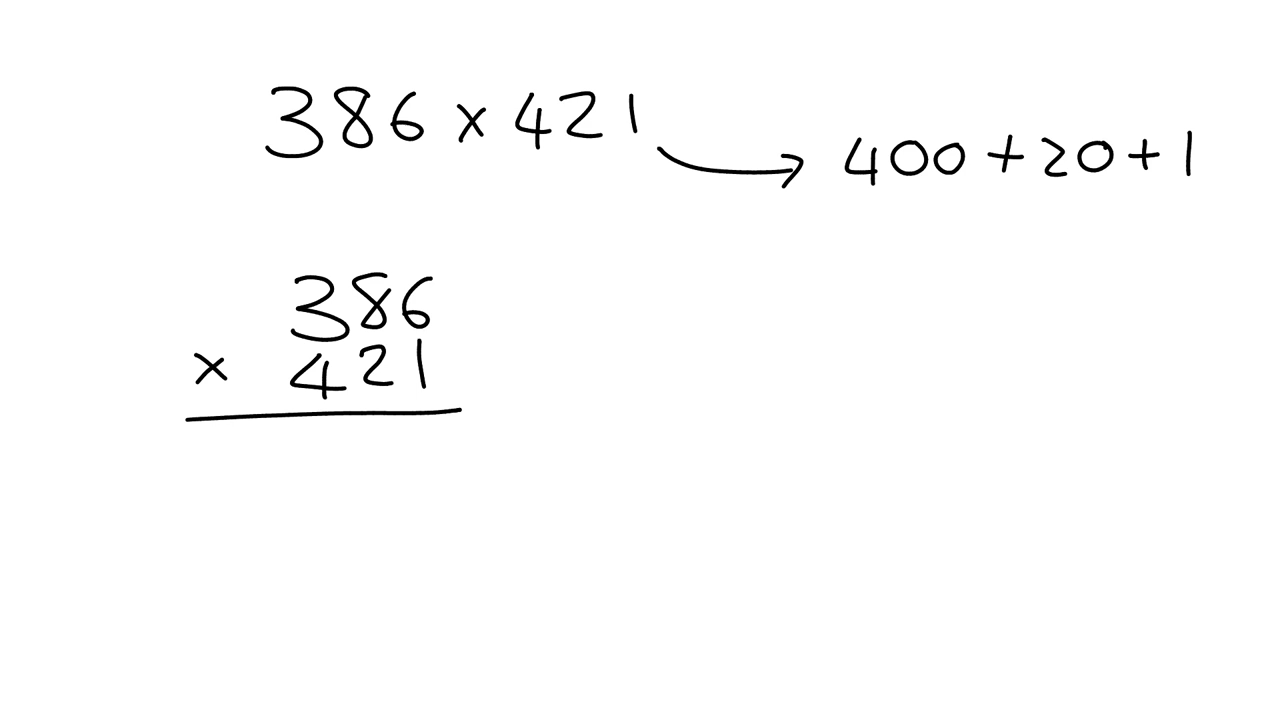 386 × 421
400 + 20 + 1
386
× 421